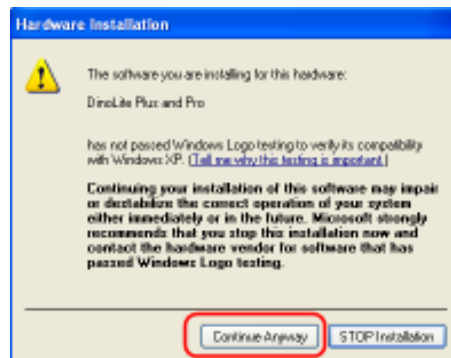 Hardware Installation
The software you are installing for this hardware:
DinoLite Plus and Pro
has not passed Windows Logo testing to verify its compatibility
with Windows XP. (Tell me why this testing is important.)
Continuing your installation of this software may impair
or destabilize the correct operation of your system
either immediately or in the future. Microsoft strongly
recommends that you stop this installation now and
contact the hardware vendor for software that has
passed Windows Logo testing.
Continue Anyway
STOP Installation